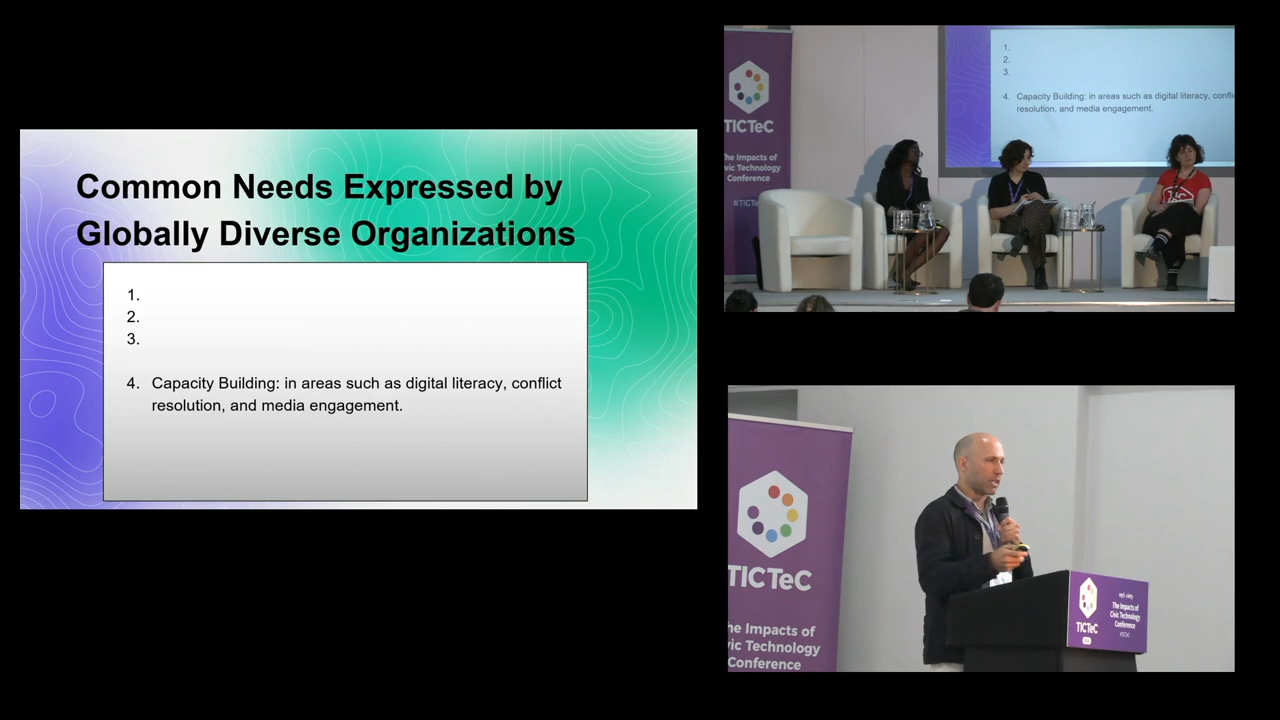 Common Needs Expressed by
Globally Diverse Organizations
1.
2.
3.
4. Capacity Building: in areas such as digital literacy, conflict
resolution, and media engagement.
TICTeC
The Impacts of
Civic Technology
Conference
#TICTe
1.
2.
3.
4. Capacity Building: in areas such as digital literacy, confli
resolution, and media engagement.
TICTeC
he Impacts of
vic Technology
Conference
TICTeC
mySociety
The Impacts of
Civic Technology
Conference
#TICTeC